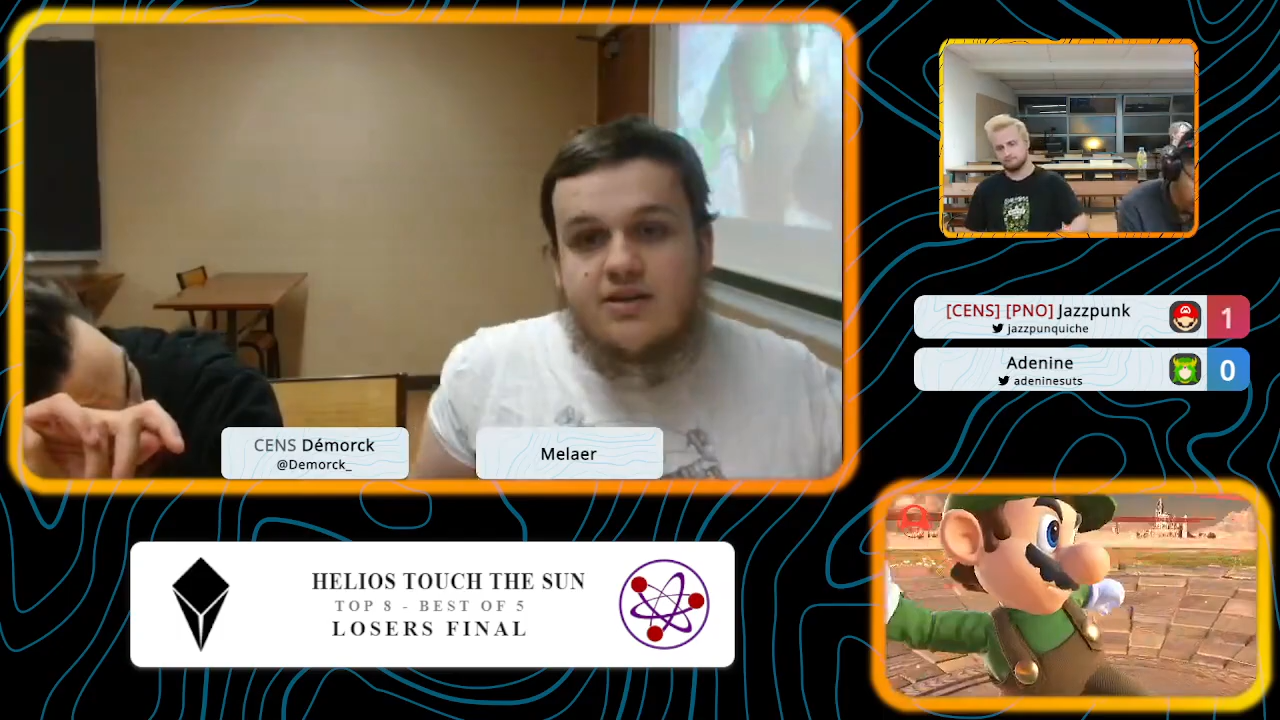 CENS Démorck
@Demorck_
Melaer
[CENS] [PNO] Jazzpunk
jazzpunquiche
1
Adenine
adeninesuts
0
HELIOS TOUCH THE SUN
TOP 8 - BEST OF 5
LOSERS FINAL